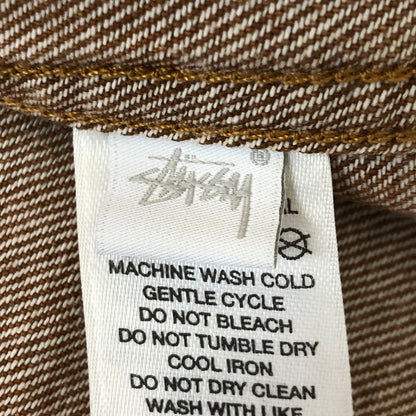 Stüssy
®
MACHINE WASH COLD
GENTLE CYCLE
DO NOT BLEACH
DO NOT TUMBLE DRY
COOL IRON
DO NOT DRY CLEAN
WASH WITH LIKE